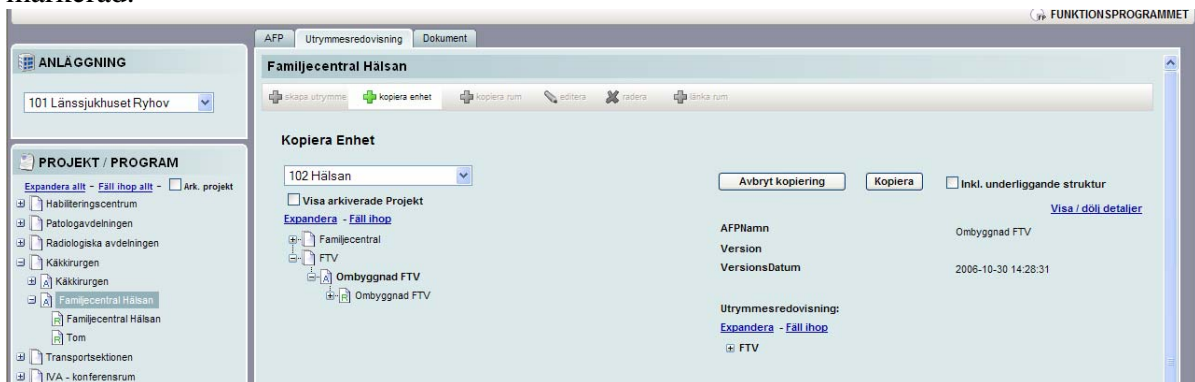 markerad.
FUNKTIONSPROGRAMMET
AFP Utrymmesredovisning Dokument
ANLÄGGNING
101 Länssjukhuset Ryhov
PROJEKT / PROGRAM
Expandera allt - Fäll ihop allt - Ark. projekt
Habiliteringscentrum
Patologavdelningen
Radiologiska avdelningen
Käkkirurgen
A Käkkirurgen
A Familjecentral Hälsan
R Familjecentral Hälsan
R Tom
Transportsektionen
IVA - konferensrum
Familjecentral Hälsan
skapa utrymme kopiera enhet kopiera rum editera radera länka rum
Kopiera Enhet
102 Hälsan
Visa arkiverade Projekt
Expandera - Fäll ihop
Familjecentral
FTV
A Ombyggnad FTV
R Ombyggnad FTV
Avbryt kopiering Kopiera Inkl. underliggande struktur
Visa / dölj detaljer
AFPNamn Ombyggnad FTV
Version
VersionsDatum 2006-10-30 14:28:31
Utrymmesredovisning:
Expandera - Fäll ihop
FTV